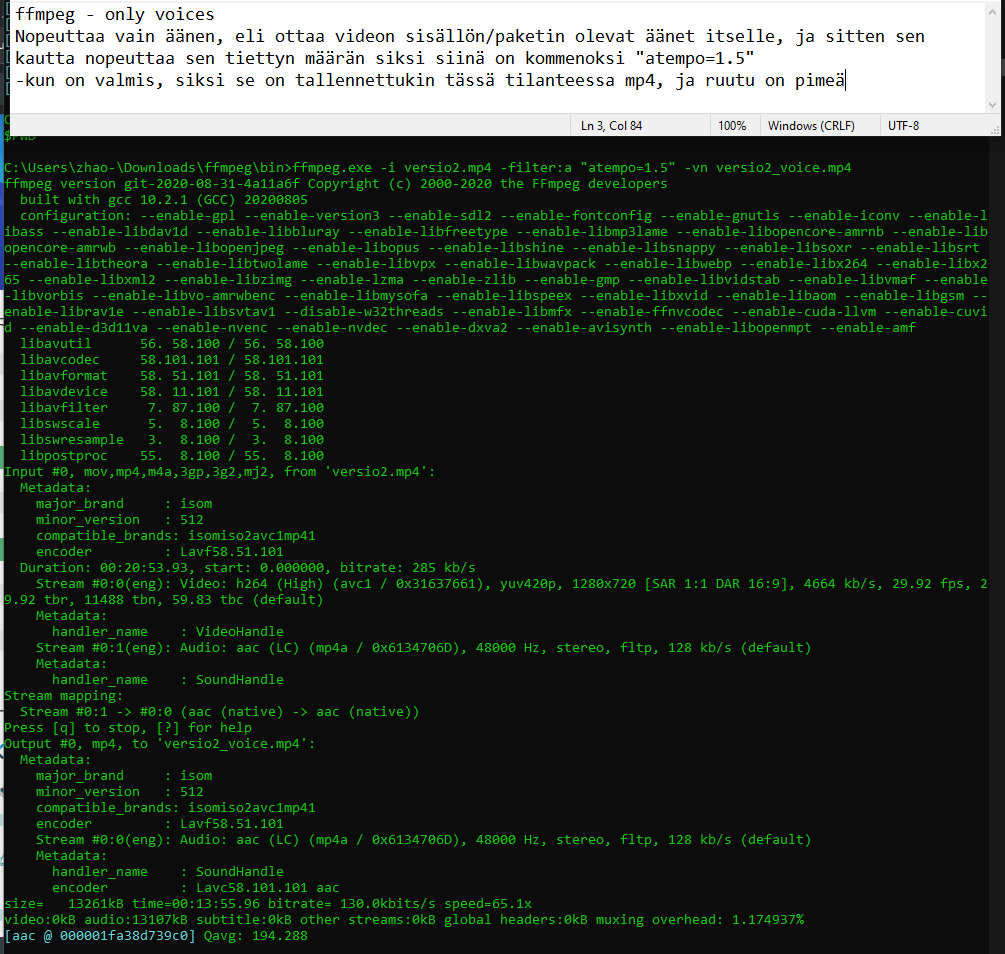 ffmpeg - only voices
Nopeuttaa vain äänen, eli ottaa videon sisällön/paketin olevat äänet itselle, ja sitten sen
kautta nopeuttaa sen tiettyn määrän siksi siinä on kommenoksi "atempo=1.5"
-kun on valmis, siksi se on tallennettukin tässä tilanteessa mp4, ja ruutu on pimeä
Ln 3, Col 84 100% Windows (CRLF) UTF-8
C:\Users\zhao-\Downloads\ffmpeg\bin>ffmpeg.exe -i versio2.mp4 -filter:a "atempo=1.5" -vn versio2_voice.mp4
ffmpeg version git-2020-08-31-4a11a6f Copyright (c) 2000-2020 the FFmpeg developers
  built with gcc 10.2.1 (GCC) 20200805
  configuration: --enable-gpl --enable-version3 --enable-sdl2 --enable-fontconfig --enable-gnutls --enable-iconv --enable-l
ibass --enable-libdav1d --enable-libbluray --enable-libfreetype --enable-libmp3lame --enable-libopencore-amrnb --enable-lib
opencore-amrwb --enable-libopenjpeg --enable-libopus --enable-libshine --enable-libsnappy --enable-libsoxr --enable-libsrt
--enable-libtheora --enable-libtwolame --enable-libvpx --enable-libwavpack --enable-libwebp --enable-libx264 --enable-libx2
65 --enable-libxml2 --enable-libzimg --enable-lzma --enable-zlib --enable-gmp --enable-libvidstab --enable-libvmaf --enable
-libvorbis --enable-libvo-amrwbenc --enable-libmysofa --enable-libspeex --enable-libxvid --enable-libaom --enable-libgsm --
enable-librav1e --enable-libsvtav1 --disable-w32threads --enable-libmfx --enable-ffnvcodec --enable-cuda-llvm --enable-cuvi
d --enable-d3d11va --enable-nvenc --enable-nvdec --enable-dxva2 --enable-avisynth --enable-libopenmpt --enable-amf
  libavutil      56. 58.100 / 56. 58.100
  libavcodec     58.101.101 / 58.101.101
  libavformat    58. 51.101 / 58. 51.101
  libavdevice    58. 11.101 / 58. 11.101
  libavfilter     7. 87.100 /  7. 87.100
  libswscale      5.  8.100 /  5.  8.100
  libswresample   3.  8.100 /  3.  8.100
  libpostproc    55.  8.100 / 55.  8.100
Input #0, mov,mp4,m4a,3gp,3g2,mj2, from 'versio2.mp4':
  Metadata:
    major_brand     : isom
    minor_version   : 512
    compatible_brands: isomiso2avc1mp41
    encoder         : Lavf58.51.101
  Duration: 00:20:53.93, start: 0.000000, bitrate: 285 kb/s
    Stream #0:0(eng): Video: h264 (High) (avc1 / 0x31637661), yuv420p, 1280x720 [SAR 1:1 DAR 16:9], 4664 kb/s, 29.92 fps, 2
9.92 tbr, 11488 tbn, 59.83 tbc (default)
    Metadata:
      handler_name    : VideoHandle
    Stream #0:1(eng): Audio: aac (LC) (mp4a / 0x6134706D), 48000 Hz, stereo, fltp, 128 kb/s (default)
    Metadata:
      handler_name    : SoundHandle
Stream mapping:
  Stream #0:1 -> #0:0 (aac (native) -> aac (native))
Press [q] to stop, [?] for help
Output #0, mp4, to 'versio2_voice.mp4':
  Metadata:
    major_brand     : isom
    minor_version   : 512
    compatible_brands: isomiso2avc1mp41
    encoder         : Lavf58.51.101
    Stream #0:0(eng): Audio: aac (LC) (mp4a / 0x6134706D), 48000 Hz, stereo, fltp, 128 kb/s (default)
    Metadata:
      handler_name    : SoundHandle
      encoder         : Lavc58.101.101 aac
size=   13261kB time=00:13:55.96 bitrate= 130.0kbits/s speed=65.1x
video:0kB audio:13107kB subtitle:0kB other streams:0kB global headers:0kB muxing overhead: 1.174937%
[aac @ 000001fa38d739c0] Qavg: 194.288